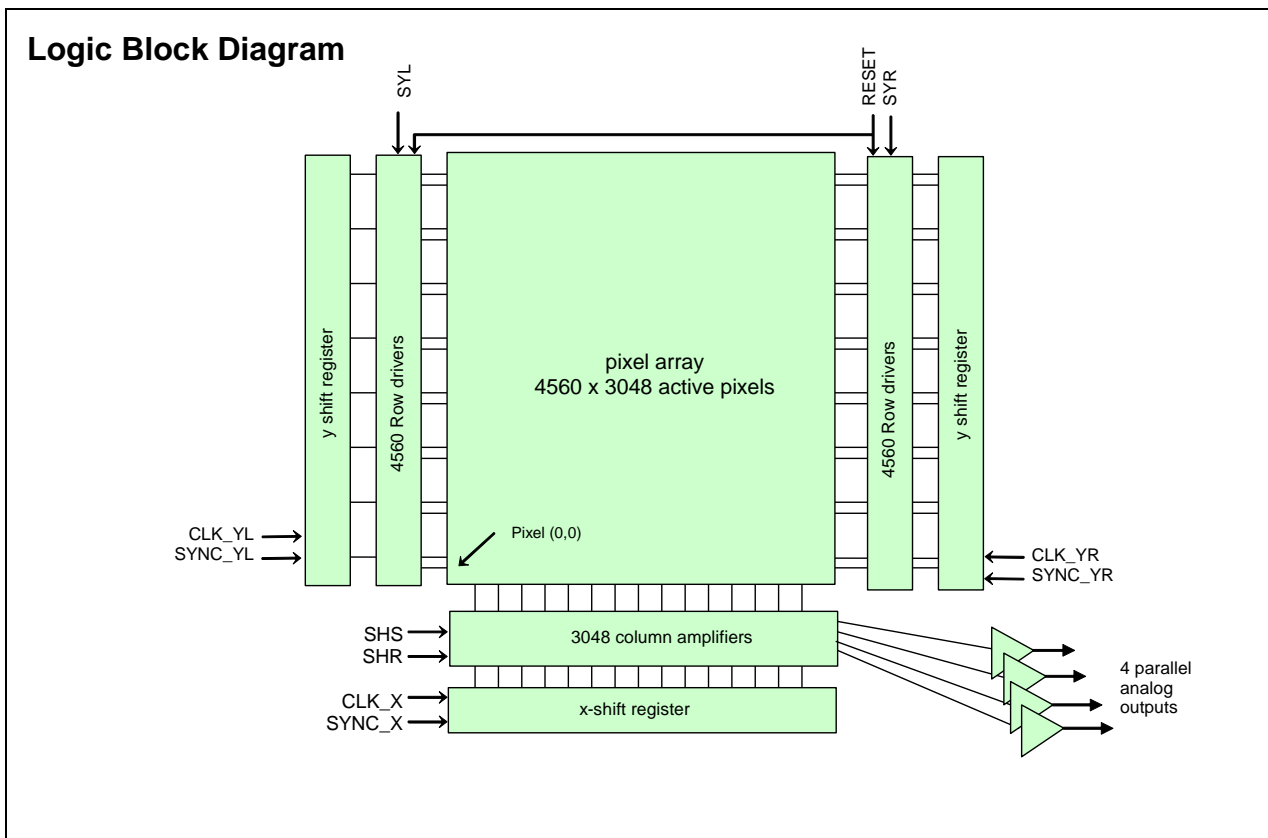 Logic Block Diagram
SYL
RESET
SYR
y shift register
4560 Row drivers
pixel array
4560 x 3048 active pixels
4560 Row drivers
y shift register
Pixel (0,0)
CLK_YL
SYNC_YL
CLK_YR
SYNC_YR
SHS
SHR
3048 column amplifiers
4 parallel
analog
outputs
CLK_X
SYNC_X
x-shift register